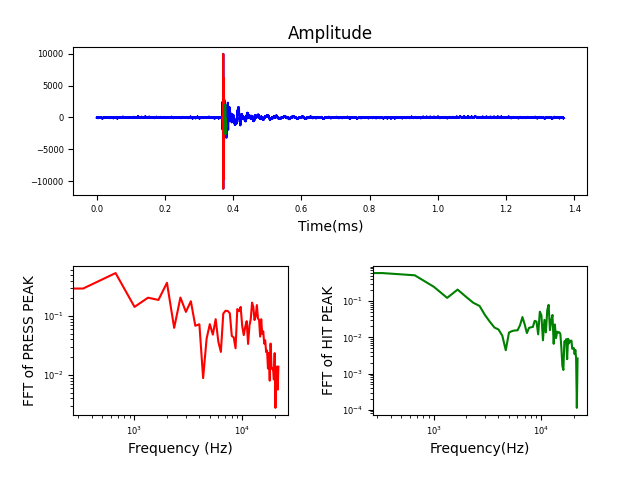 Amplitude
10000
5000
0
−5000
−10000
0.0 0.2 0.4 0.6 0.8 1.0 1.2 1.4
Time(ms)
FFT of PRESS PEAK
10⁻¹
10⁻²
10³ 10⁴
Frequency (Hz)
FFT of HIT PEAK
10⁻¹
10⁻²
10⁻³
10⁻⁴
10³ 10⁴
Frequency(Hz)